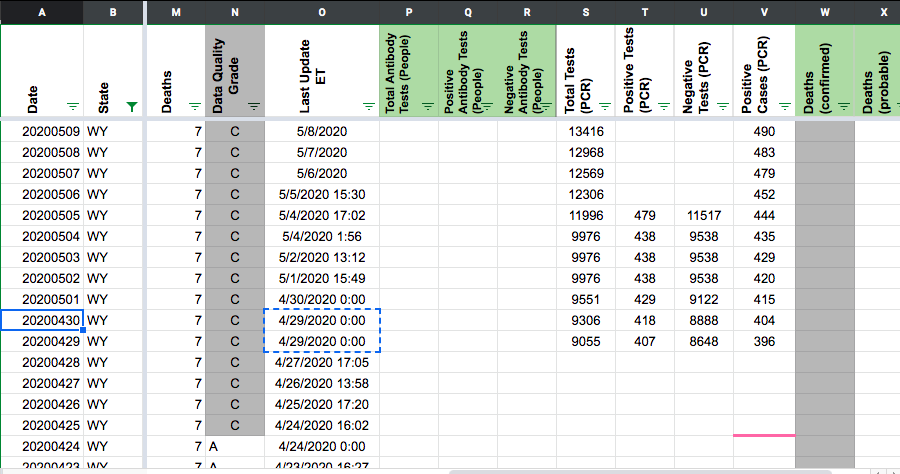 A B M N O P Q R S T U V W X
Date State Deaths Data Quality Grade Last Update ET Total Antibody Tests (People) Positive Antibody Tests (People) Negative Antibody Tests (People) Total Tests (PCR) Positive Tests (PCR) Negative Tests (PCR) Positive Cases (PCR) Deaths (confirmed) Deaths (probable)
20200509 WY 7 C 5/8/2020 13416 490
20200508 WY 7 C 5/7/2020 12968 483
20200507 WY 7 C 5/6/2020 12569 479
20200506 WY 7 C 5/5/2020 15:30 12306 452
20200505 WY 7 C 5/4/2020 17:02 11996 479 11517 444
20200504 WY 7 C 5/4/2020 1:56 9976 438 9538 435
20200503 WY 7 C 5/2/2020 13:12 9976 438 9538 429
20200502 WY 7 C 5/1/2020 15:49 9976 438 9538 420
20200501 WY 7 C 4/30/2020 0:00 9551 429 9122 415
20200430 WY 7 C 4/29/2020 0:00 9306 418 8888 404
20200429 WY 7 C 4/29/2020 0:00 9055 407 8648 396
20200428 WY 7 C 4/27/2020 17:05
20200427 WY 7 C 4/26/2020 13:58
20200426 WY 7 C 4/25/2020 17:20
20200425 WY 7 C 4/24/2020 16:02
20200424 WY 7 A 4/24/2020 0:00
20200423 WY 7 A 4/23/2020 16:27